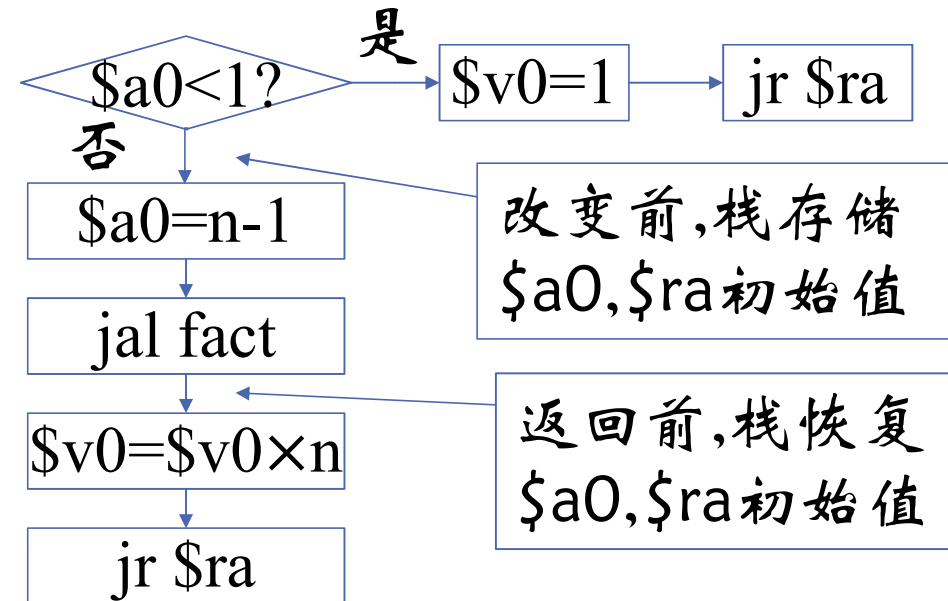 $a0<1?
是
$v0=1
jr $ra
否
$a0=n-1
改变前,栈存储
$a0,$ra初始值
jal fact
返回前,栈恢复
$a0,$ra初始值
$v0=$v0×n
jr $ra